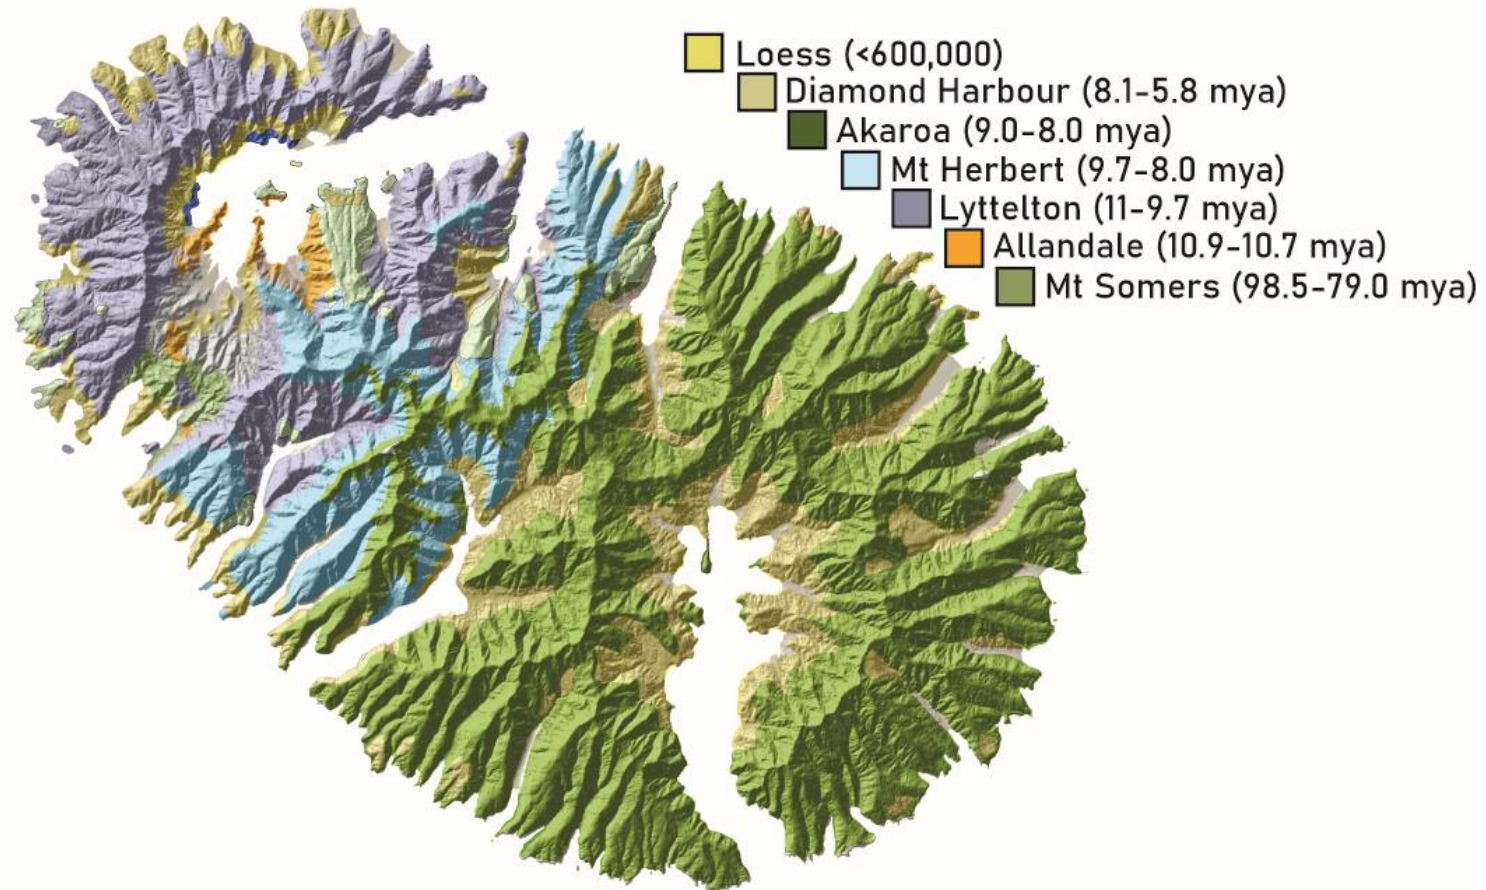 Loess (<600,000)
Diamond Harbour (8.1-5.8 mya)
Akaroa (9.0-8.0 mya)
Mt Herbert (9.7-8.0 mya)
Lyttelton (11-9.7 mya)
Allandale (10.9-10.7 mya)
Mt Somers (98.5-79.0 mya)